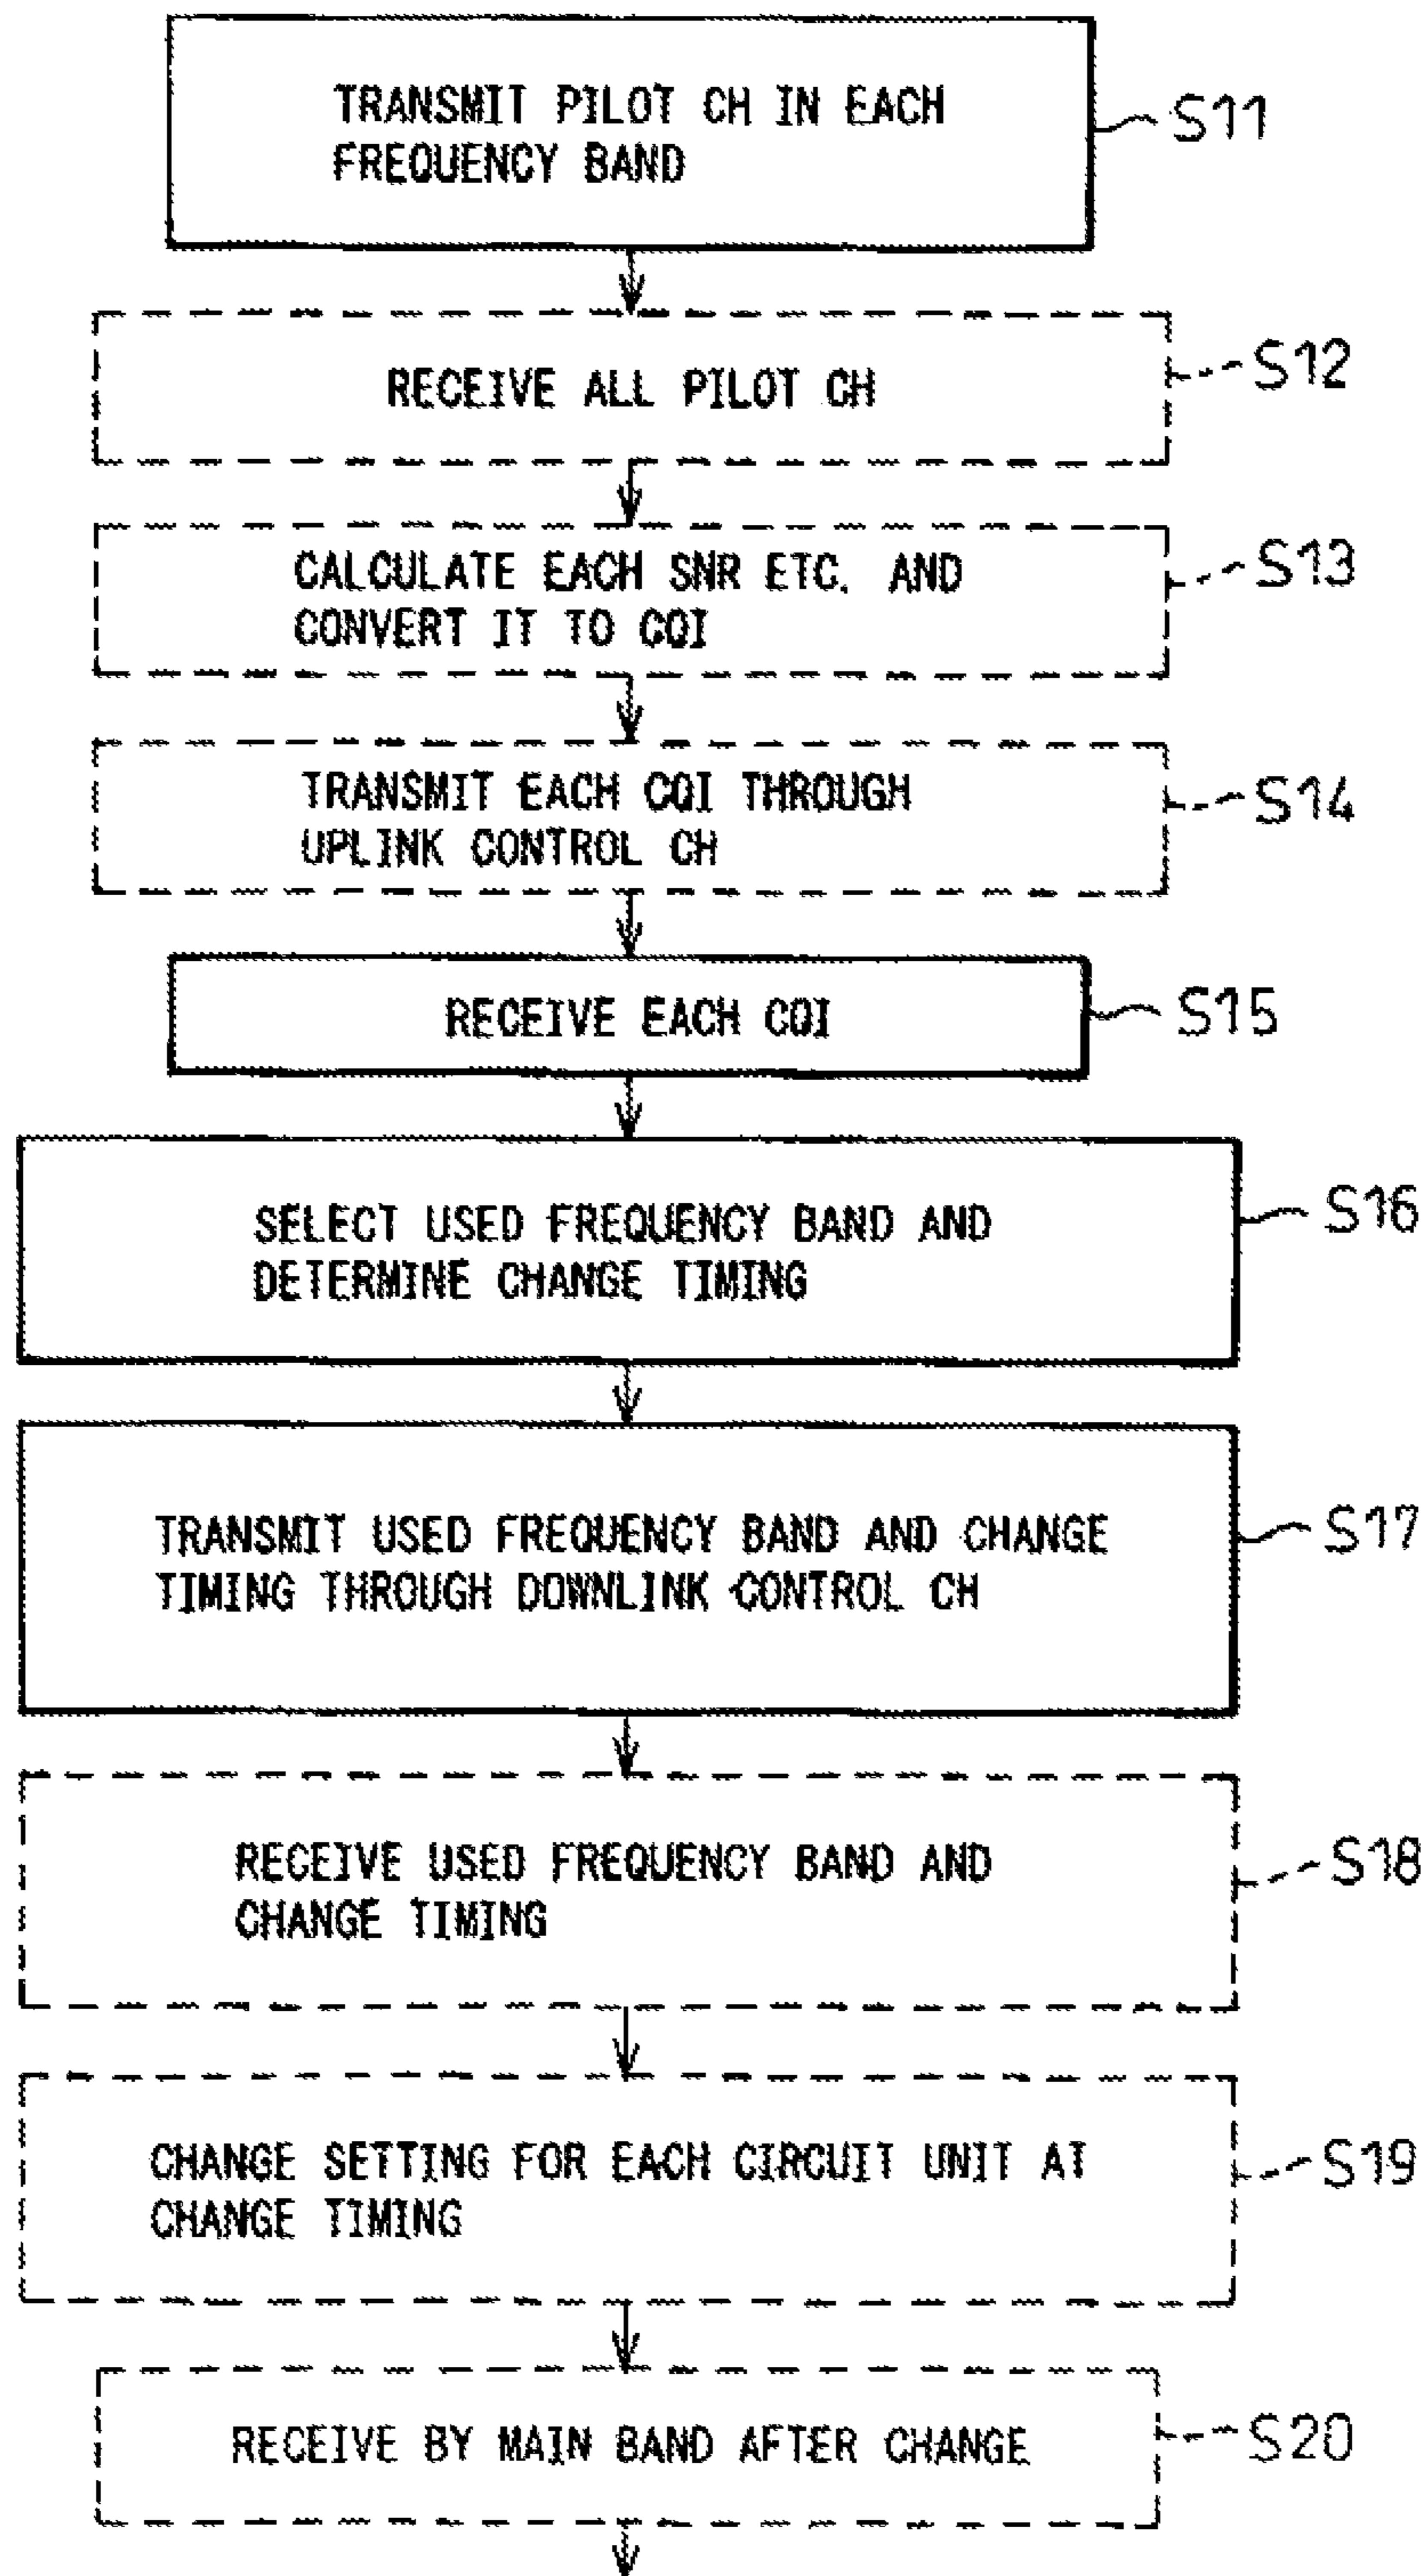 TRANSMIT PILOT CH IN EACH
FREQUENCY BAND
S11
RECEIVE ALL PILOT CH
S12
CALCULATE EACH SNR ETC. AND
CONVERT IT TO CQI
S13
TRANSMIT EACH CQI THROUGH
UPLINK CONTROL CH
S14
RECEIVE EACH CQI
S15
SELECT USED FREQUENCY BAND AND
DETERMINE CHANGE TIMING
S16
TRANSMIT USED FREQUENCY BAND AND CHANGE
TIMING THROUGH DOWNLINK CONTROL CH
S17
RECEIVE USED FREQUENCY BAND AND
CHANGE TIMING
S18
CHANGE SETTING FOR EACH CIRCUIT UNIT AT
CHANGE TIMING
S19
RECEIVE BY MAIN BAND AFTER CHANGE
S20